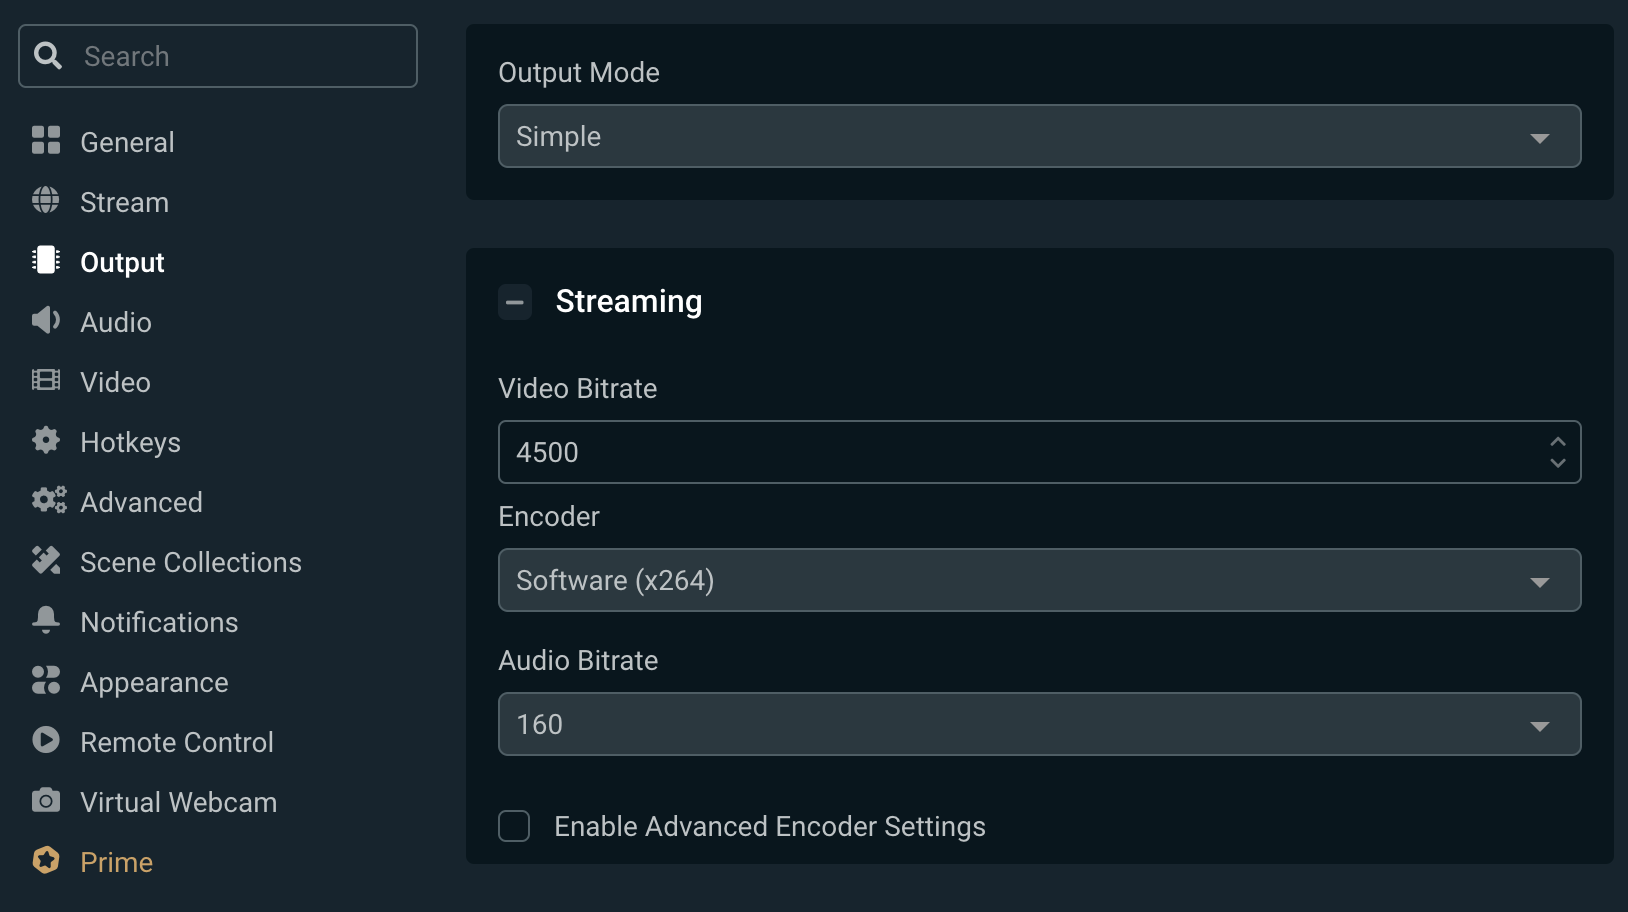 Search
General
Stream
Output
Audio
Video
Hotkeys
Advanced
Scene Collections
Notifications
Appearance
Remote Control
Virtual Webcam
Prime
Output Mode
Simple
Streaming
Video Bitrate
4500
Encoder
Software (x264)
Audio Bitrate
160
Enable Advanced Encoder Settings